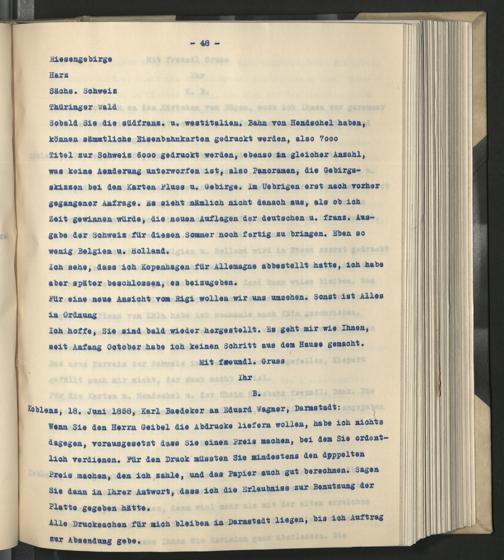 - 48 -
Riesengebirge
Harz
Sächs. Schweiz
Thüringer Wald
Sobald Sie die südfranz. u. westitalien. Bahn von Hendschel haben,
können sämmtliche Eisenbahnkarten gedruckt werden, also 7000
Titel zur Schweiz 6000 gedruckt werden, ebenso in gleicher Anzahl,
was keine Aenderung unterworfen ist, also Panoramen, die Gebirgs-
skizzen bei den Karten Fluss u. Gebirge. Im Uebrigen erst nach vorher
gegangener Anfrage. Es sieht nämlich nicht danach aus, als ob ich
Zeit gewinnen würde, die neuen Auflagen der deutschen u. franz. Aus-
gabe der Schweiz für diesen Sommer noch fertig zu bringen. Eben so
wenig Belgien u. Holland.
Ich sehe, dass ich Kopenhagen für Allemagne abbestellt hatte, ich habe
aber später beschlossen, es beizugeben.
Für eine neue Ansicht vom Rigi wollen wir uns umsehen. Sonst ist Alles
in Ordnung
Ich hoffe, Sie sind bald wieder hergestellt. Es geht mir wie Ihnen,
seit Anfang October habe ich keinen Schritt aus dem Hause gemacht.
Mit freundl. Gruss
Ihr
B.
Koblenz, 18. Juni 1858, Karl Baedeker an Eduard Wagner, Darmstadt:
Wenn Sie den Herrn Geibel die Abdrucke liefern wollen, habe ich nichts
dagegen, vorausgesetzt dass Sie einen Preis machen, bei dem Sie ordent-
lich verdienen. Für den Druck müssten Sie mindestens den dpppelten
Preis machen, den ich zahle, und das Papier auch gut berechnen. Sagen
Sie dann in Ihrer Antwort, dass ich die Erlaubniss zur Benutzung der
Platte gegeben hätte.
Alle Drucksachen für mich bleiben in Darmstadt liegen, bis ich Auftrag
zur Absendung gebe.